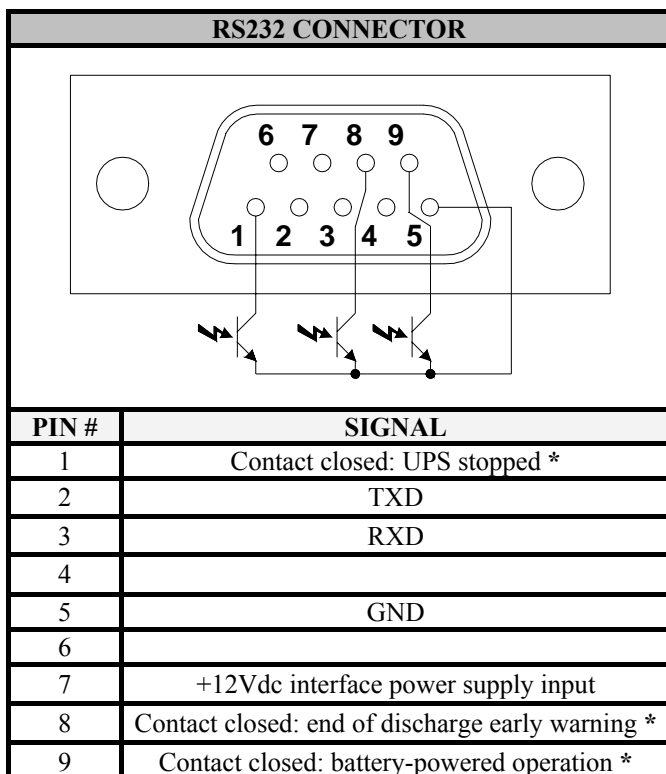 RS232 CONNECTOR
6 7 8 9
1 2 3 4 5
PIN # SIGNAL
1 Contact closed: UPS stopped *
2 TXD
3 RXD
4
5 GND
6
7 +12Vdc interface power supply input
8 Contact closed: end of discharge early warning *
9 Contact closed: battery-powered operation *